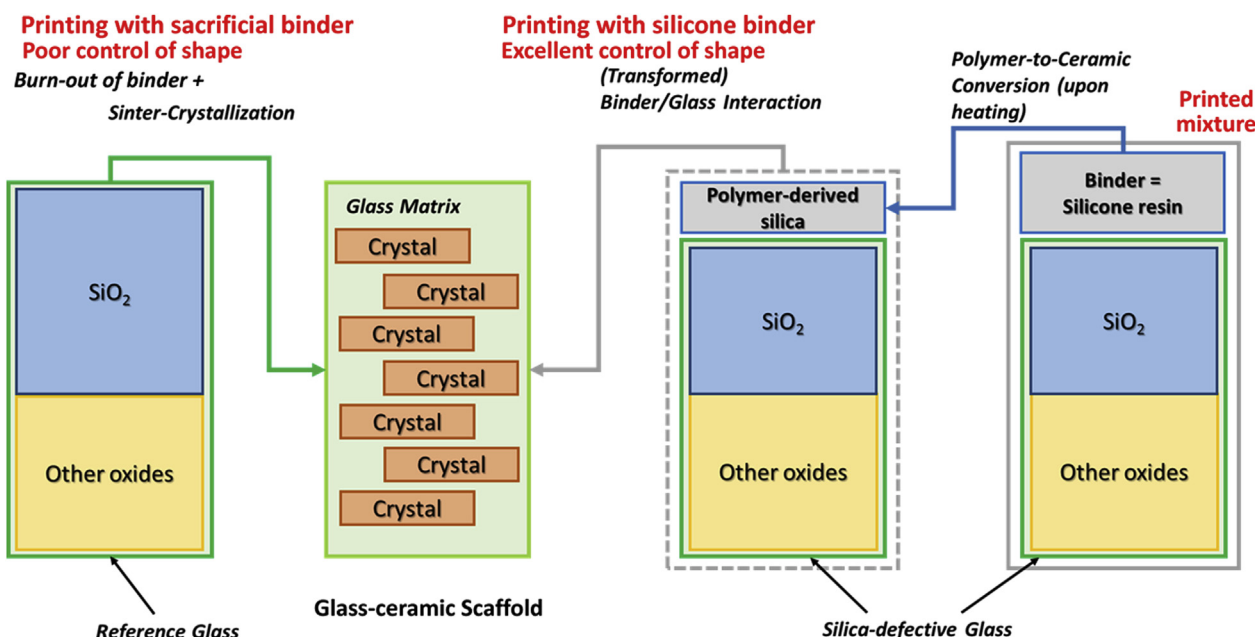 Printing with sacrificial binder
Poor control of shape
Burn-out of binder +
Sinter-Crystallization
Printing with silicone binder
Excellent control of shape
(Transformed)
Binder/Glass Interaction
Polymer-to-Ceramic
Conversion (upon
heating)
Printed
mixture
SiO₂
Other oxides
Reference Glass
Glass Matrix
Crystal
Crystal
Crystal
Crystal
Crystal
Crystal
Crystal
Glass-ceramic Scaffold
Polymer-derived
silica
SiO₂
Other oxides
Binder =
Silicone resin
SiO₂
Other oxides
Silica-defective Glass